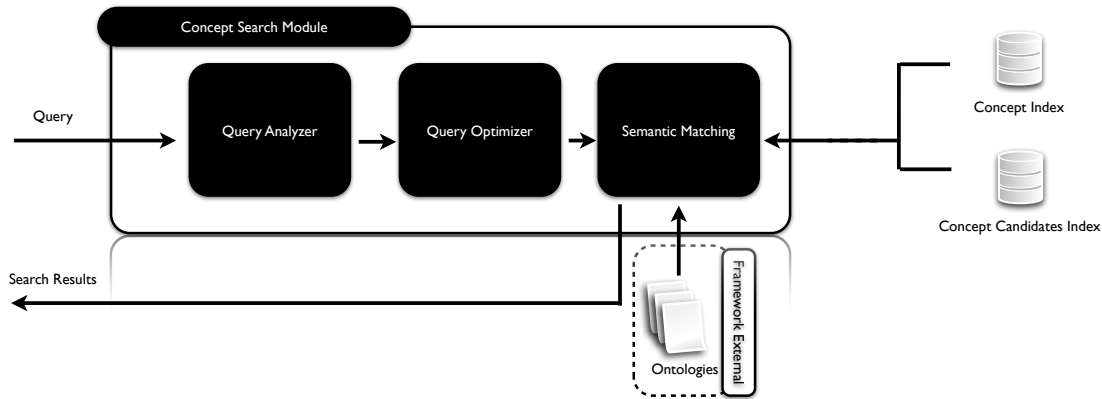 Concept Search Module
Query
Query Analyzer
Query Optimizer
Semantic Matching
Concept Index
Concept Candidates Index
Search Results
Ontologies
Framework External